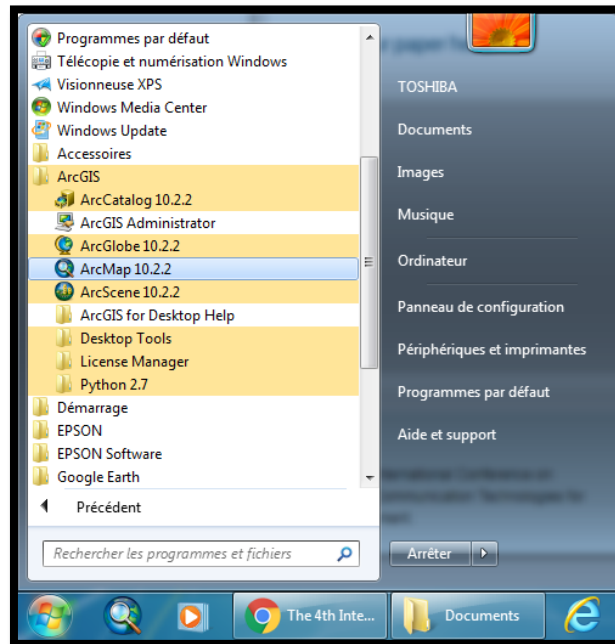 Programmes par défaut
Télécopie et numérisation Windows
Visionneuse XPS
Windows Media Center
Windows Update
Accessoires
ArcGIS
ArcCatalog 10.2.2
ArcGIS Administrator
ArcGlobe 10.2.2
ArcMap 10.2.2
ArcScene 10.2.2
ArcGIS for Desktop Help
Desktop Tools
License Manager
Python 2.7
Démarrage
EPSON
EPSON Software
Google Earth
Précédent
Rechercher les programmes et fichiers
TOSHIBA
Documents
Images
Musique
Ordinateur
Panneau de configuration
Périphériques et imprimantes
Programmes par défaut
Aide et support
Arrêter
The 4th Inte...
Documents